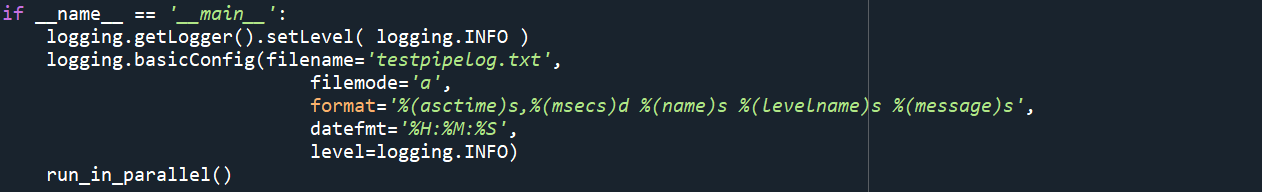 if __name__ == '__main__':
    logging.getLogger().setLevel( logging.INFO )
    logging.basicConfig(filename='testpipelog.txt',
                        filemode='a',
                        format='%(asctime)s,%(msecs)d %(name)s %(levelname)s %(message)s',
                        datefmt='%H:%M:%S',
                        level=logging.INFO)
    run_in_parallel()